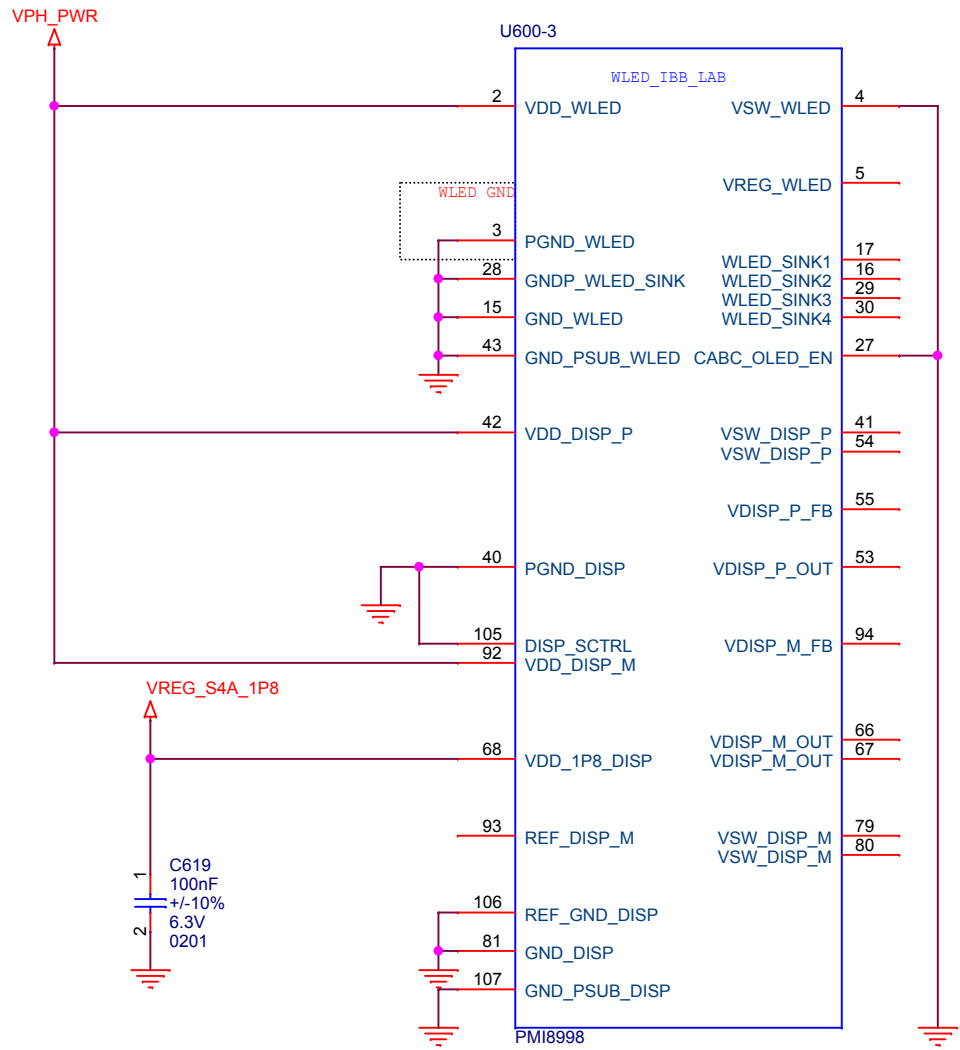 VPH_PWR
U600-3
WLED_IBB_LAB
2 VDD_WLED VSW_WLED 4
WLED GND
VREG_WLED 5
3 PGND_WLED
WLED_SINK1 17
28 GNDP_WLED_SINK WLED_SINK2 16
WLED_SINK3 29
15 GND_WLED WLED_SINK4 30
43 GND_PSUB_WLED CABC_OLED_EN 27
42 VDD_DISP_P VSW_DISP_P 41
VSW_DISP_P 54
VDISP_P_FB 55
40 PGND_DISP VDISP_P_OUT 53
105 DISP_SCTRL VDISP_M_FB 94
92 VDD_DISP_M
VREG_S4A_1P8
VDISP_M_OUT 66
68 VDD_1P8_DISP VDISP_M_OUT 67
93 REF_DISP_M VSW_DISP_M 79
VSW_DISP_M 80
1
C619
100nF
+/-10%
6.3V
0201
2
106 REF_GND_DISP
81 GND_DISP
107 GND_PSUB_DISP
PMI8998